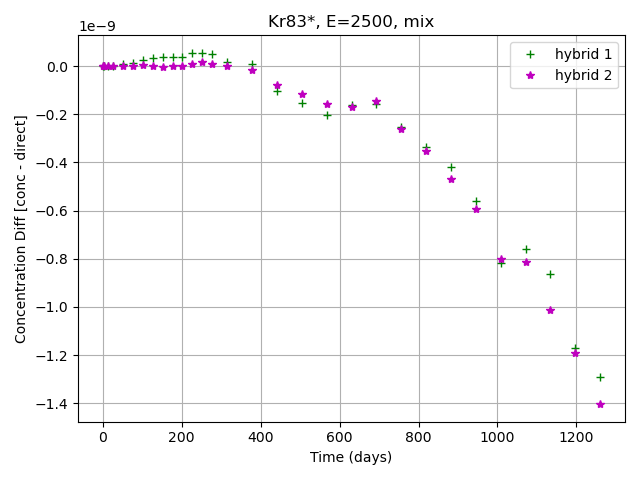 Kr83*, E=2500, mix
1e−9
hybrid 1
hybrid 2
0.0
−0.2
−0.4
−0.6
−0.8
−1.0
−1.2
−1.4
Concentration Diff [conc - direct]
0 200 400 600 800 1000 1200
Time (days)